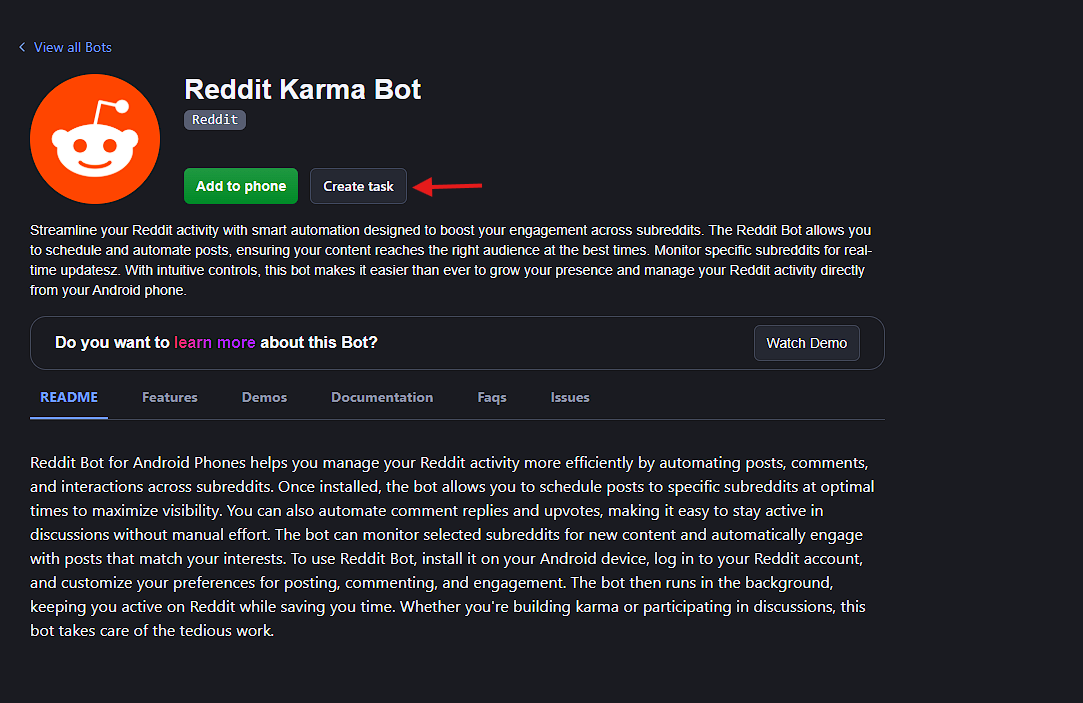 View all Bots
Reddit Karma Bot
Reddit
Add to phone
Create task
Streamline your Reddit activity with smart automation designed to boost your engagement across subreddits. The Reddit Bot allows you
to schedule and automate posts, ensuring your content reaches the right audience at the best times. Monitor specific subreddits for real-
time updatesz. With intuitive controls, this bot makes it easier than ever to grow your presence and manage your Reddit activity directly
from your Android phone.
Do you want to learn more about this Bot?
Watch Demo
README Features Demos Documentation Faqs Issues
Reddit Bot for Android Phones helps you manage your Reddit activity more efficiently by automating posts, comments,
and interactions across subreddits. Once installed, the bot allows you to schedule posts to specific subreddits at optimal
times to maximize visibility. You can also automate comment replies and upvotes, making it easy to stay active in
discussions without manual effort. The bot can monitor selected subreddits for new content and automatically engage
with posts that match your interests. To use Reddit Bot, install it on your Android device, log in to your Reddit account,
and customize your preferences for posting, commenting, and engagement. The bot then runs in the background,
keeping you active on Reddit while saving you time. Whether you're building karma or participating in discussions, this
bot takes care of the tedious work.